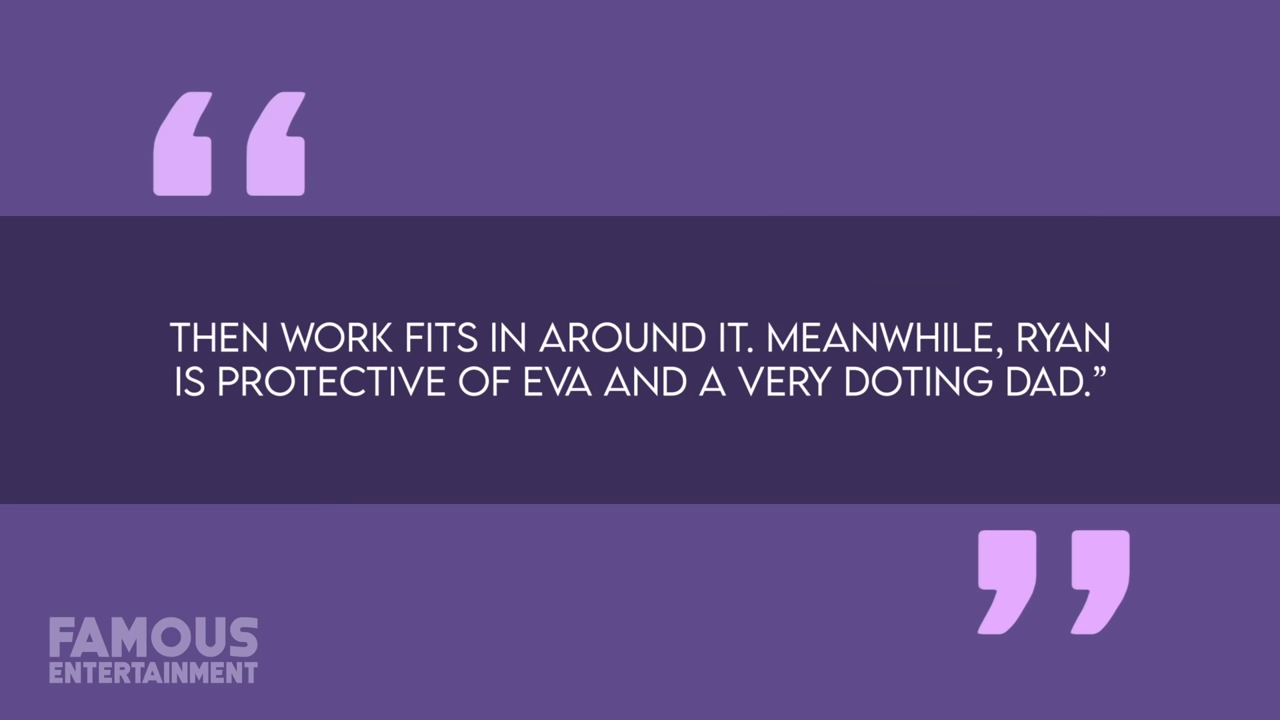 THEN WORK FITS IN AROUND IT. MEANWHILE, RYAN
IS PROTECTIVE OF EVA AND A VERY DOTING DAD.”
FAMOUS
ENTERTAINMENT